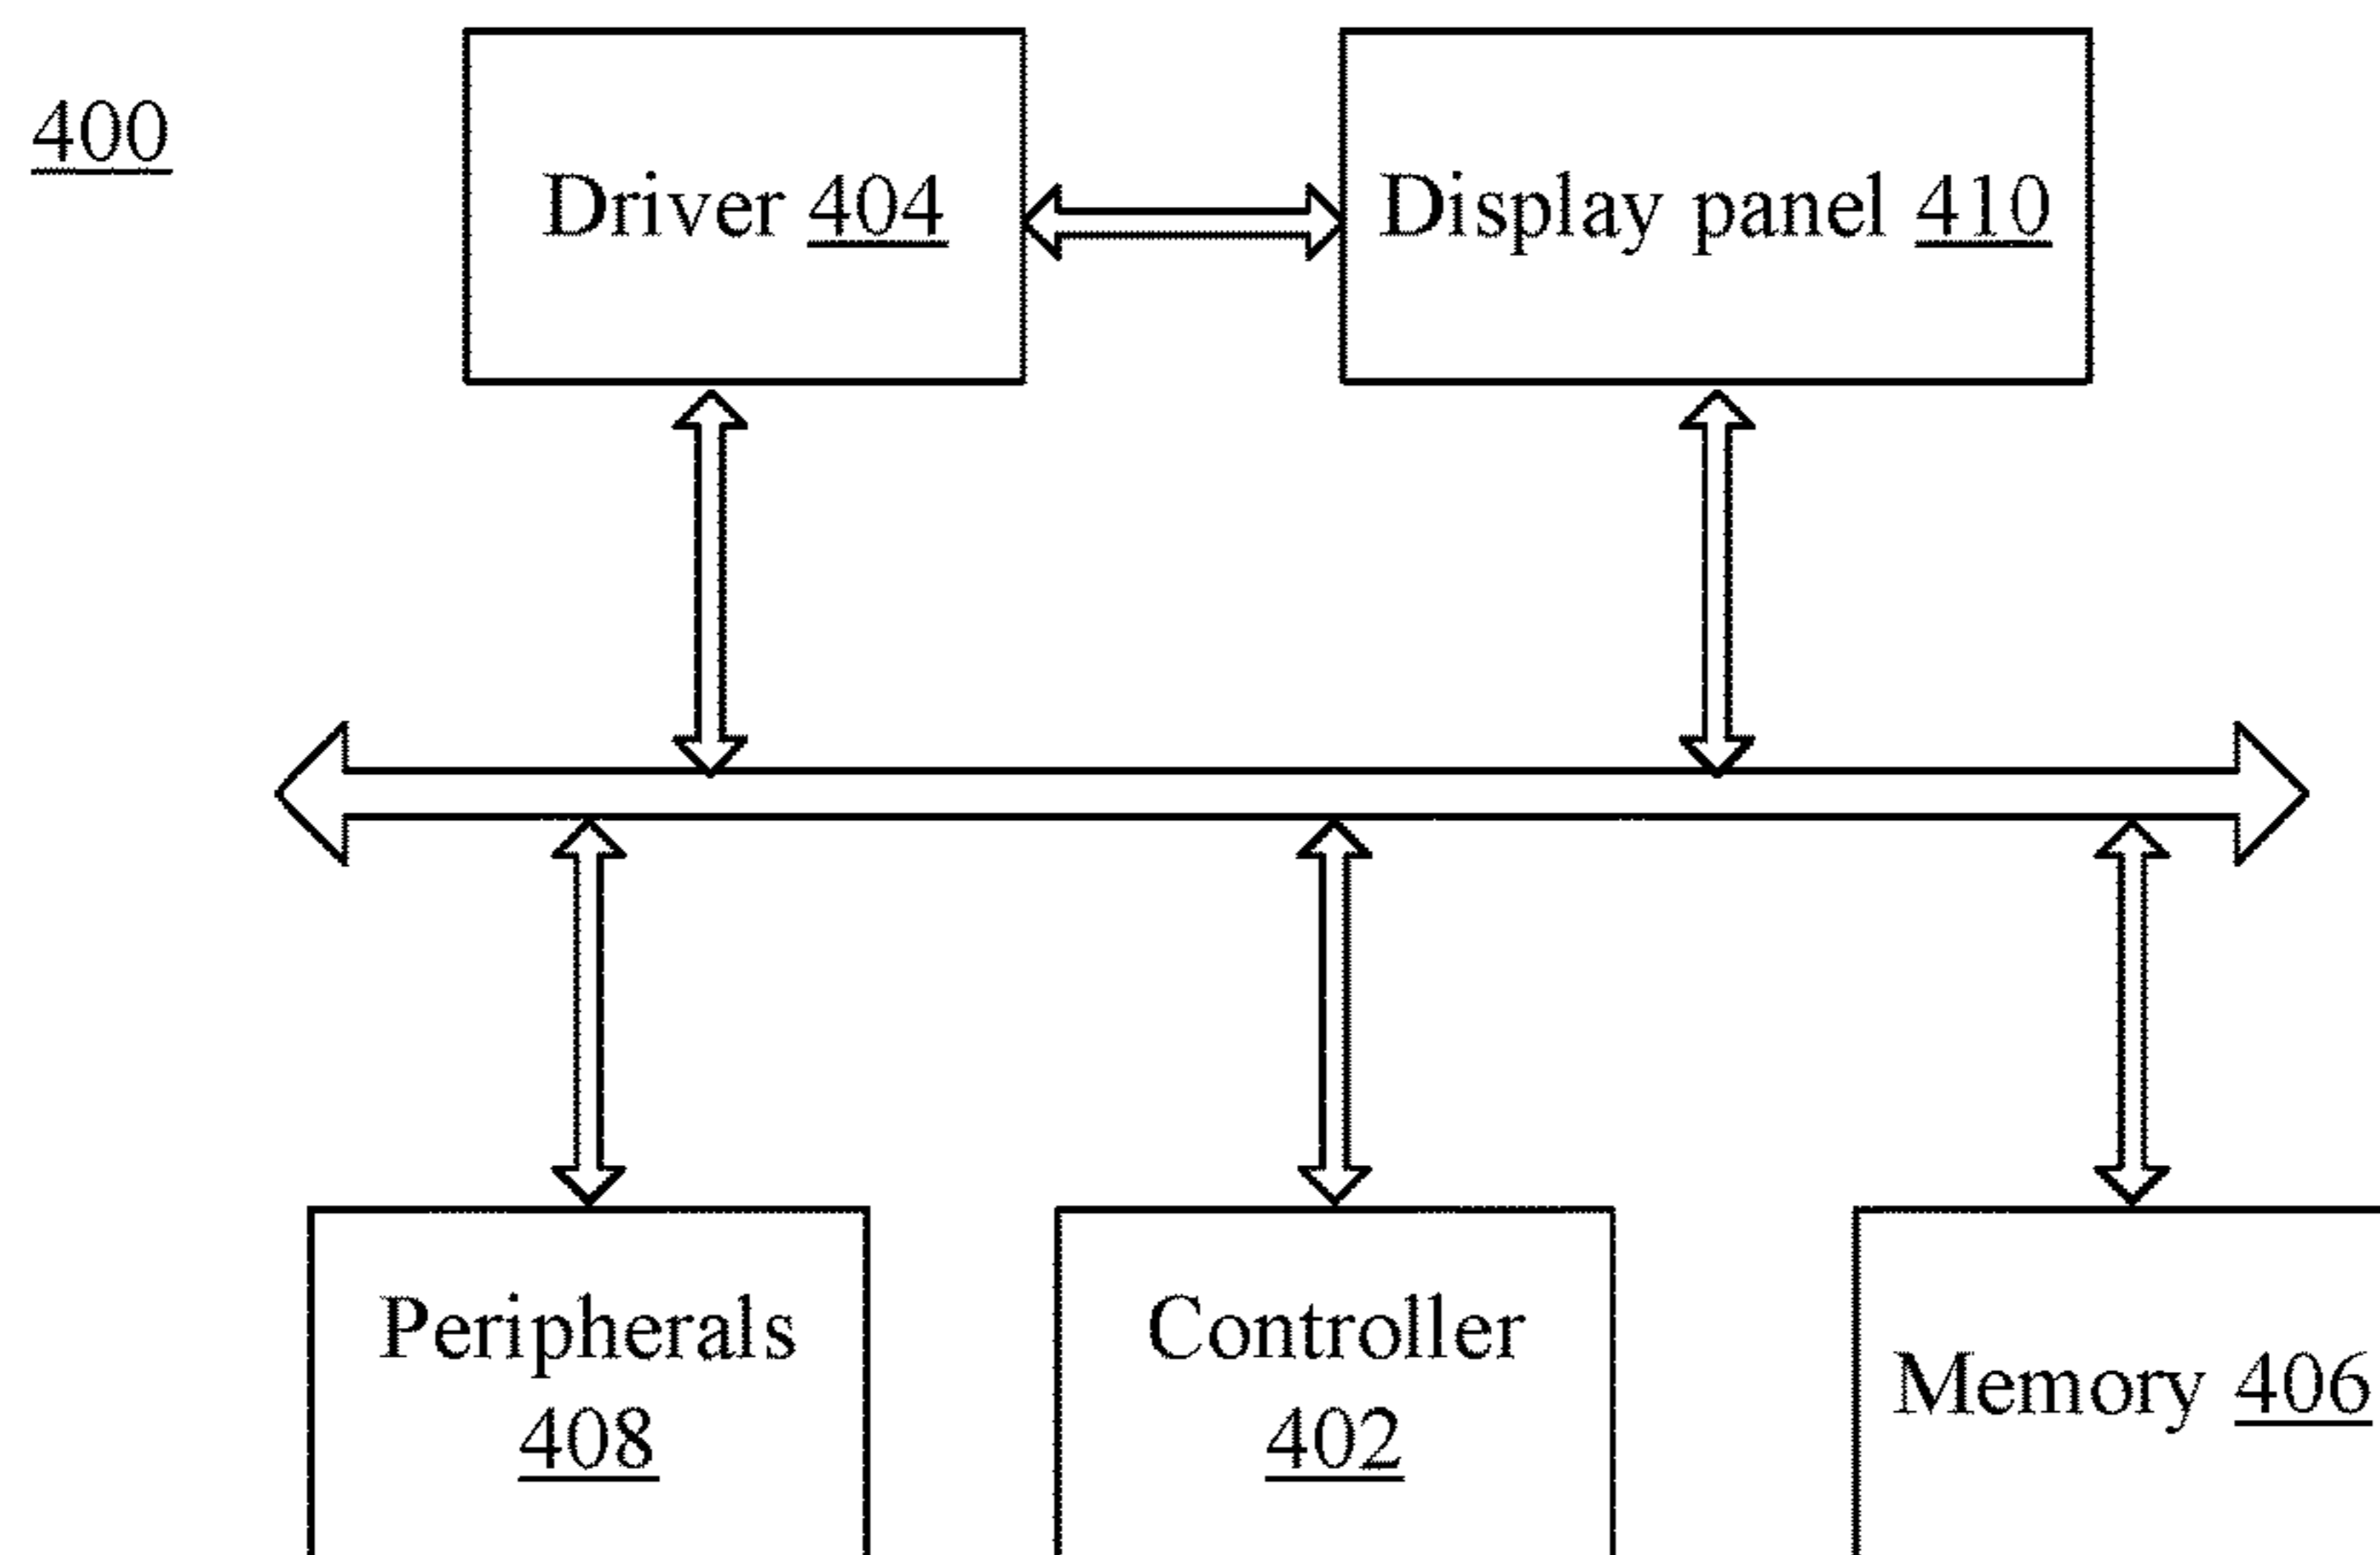 400
Driver 404
Display panel 410
Peripherals
408
Controller
402
Memory 406